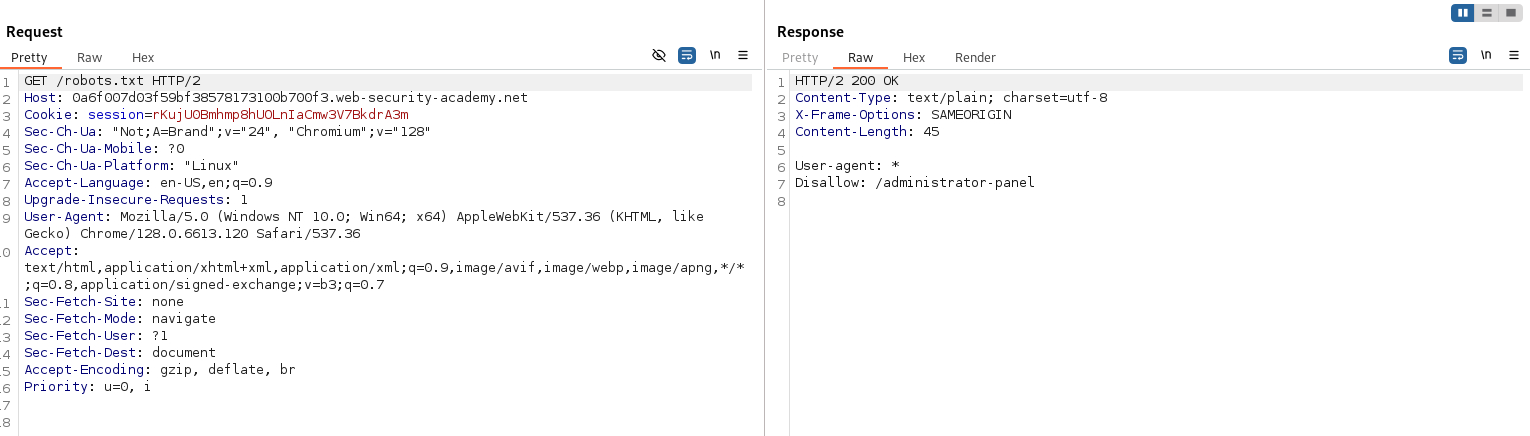 Request
Pretty Raw Hex
\n
1 GET /robots.txt HTTP/2
2 Host: 0a6f007d03f59bf38578173100b700f3.web-security-academy.net
3 Cookie: session=rKujU0Bmhmp8hUOLnIaCmw3V7BkdrA3m
4 Sec-Ch-Ua: "Not;A=Brand";v="24", "Chromium";v="128"
5 Sec-Ch-Ua-Mobile: ?0
6 Sec-Ch-Ua-Platform: "Linux"
7 Accept-Language: en-US,en;q=0.9
8 Upgrade-Insecure-Requests: 1
9 User-Agent: Mozilla/5.0 (Windows NT 10.0; Win64; x64) AppleWebKit/537.36 (KHTML, like
Gecko) Chrome/128.0.6613.120 Safari/537.36
0 Accept:
text/html,application/xhtml+xml,application/xml;q=0.9,image/avif,image/webp,image/apng,*/*
;q=0.8,application/signed-exchange;v=b3;q=0.7
1 Sec-Fetch-Site: none
2 Sec-Fetch-Mode: navigate
3 Sec-Fetch-User: ?1
4 Sec-Fetch-Dest: document
5 Accept-Encoding: gzip, deflate, br
6 Priority: u=0, i
7
8
Response
Pretty Raw Hex Render
\n
1 HTTP/2 200 OK
2 Content-Type: text/plain; charset=utf-8
3 X-Frame-Options: SAMEORIGIN
4 Content-Length: 45
5
6 User-agent: *
7 Disallow: /administrator-panel
8